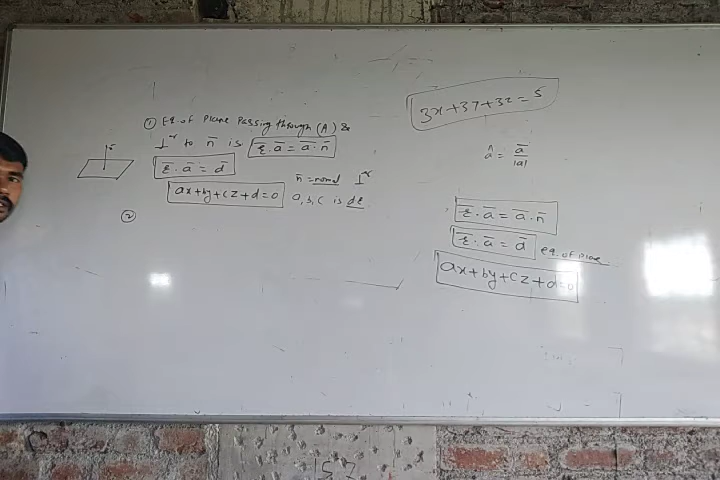 ① Eq. of Plane Passing through (A) &
⊥ʳ to n̄ is r̄·ā = ā·n̄
r̄·ā = d̄
n̄ = normal ⊥ʳ
ax+by+cz+d=0
a, b, c is dr
②
3x+3y+3z=5
â = ā/|a|
r̄·ā = ā·n̄
r̄·ā = d̄ eq. of plane
ax+by+cz+d=0